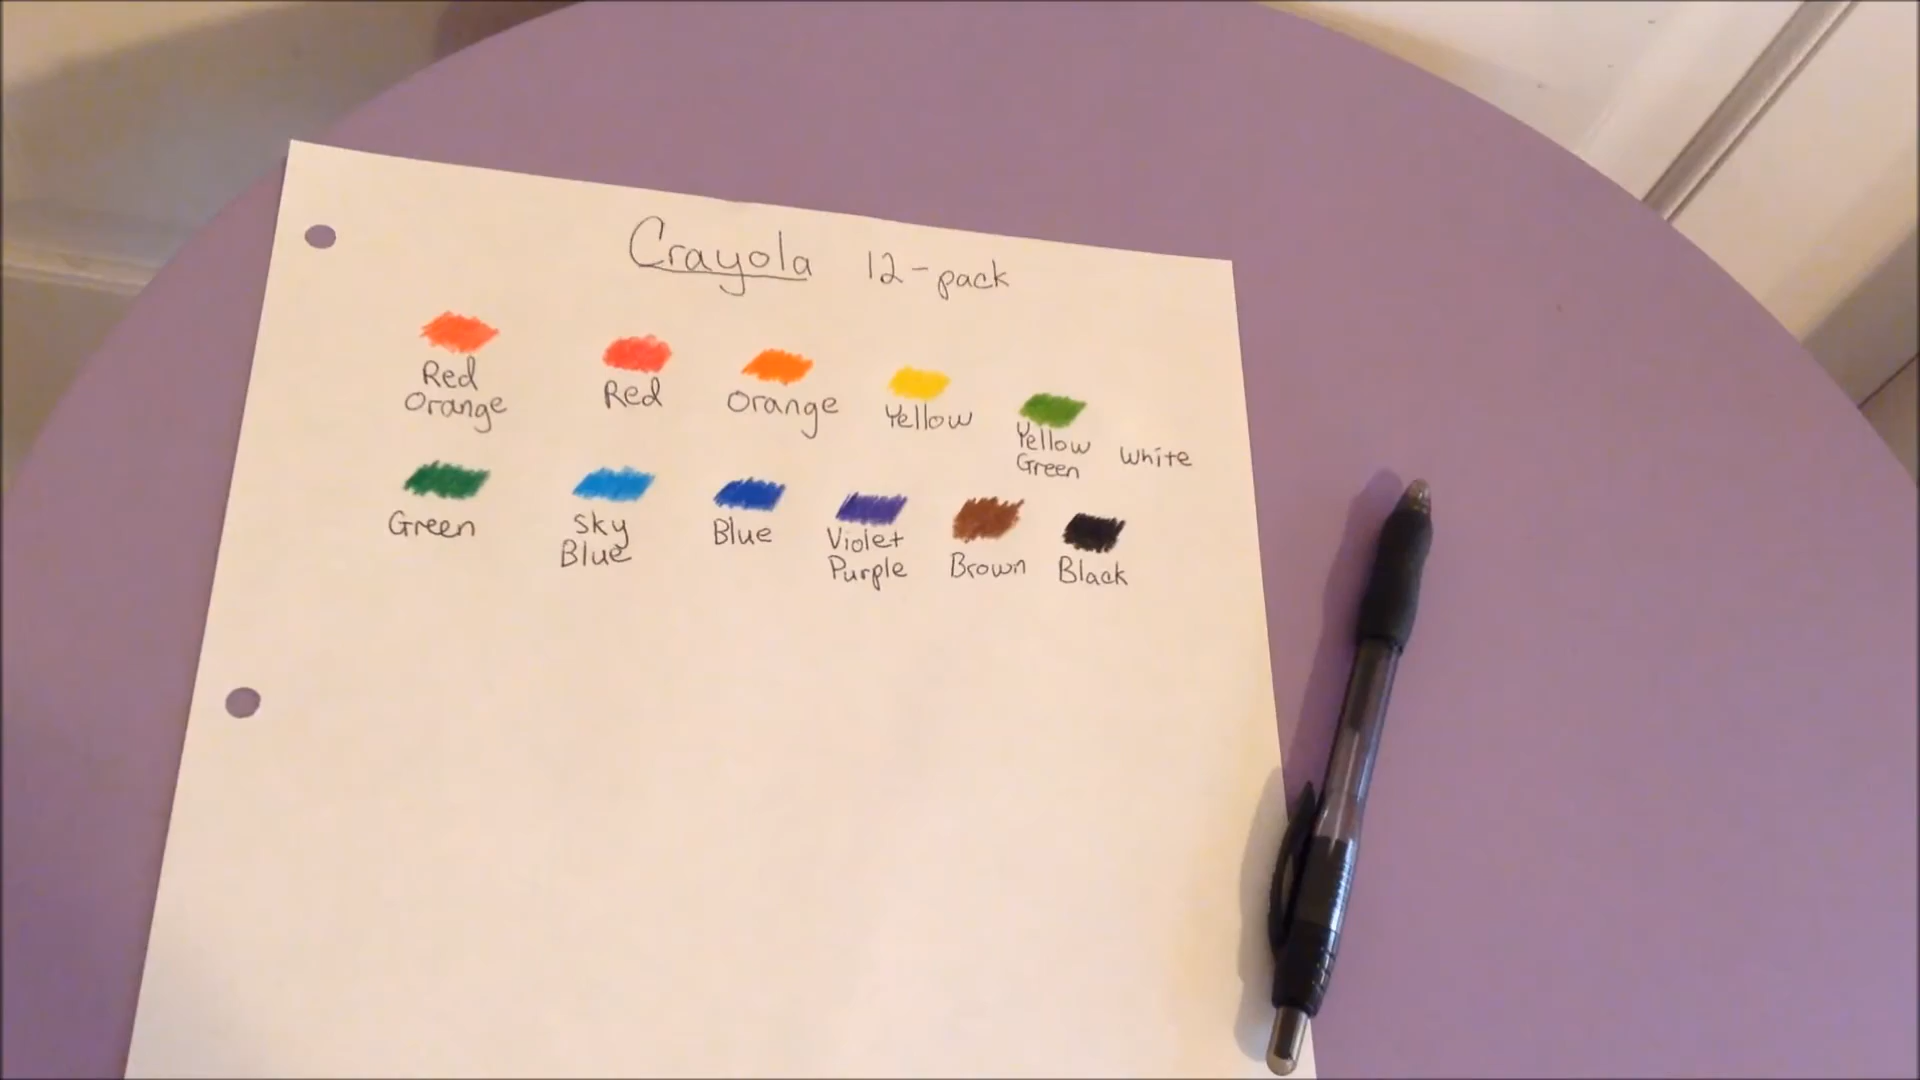 Crayola 12-pack
Red Orange
Red
Orange
Yellow
Yellow Green
White
Green
Sky Blue
Blue
Violet Purple
Brown
Black